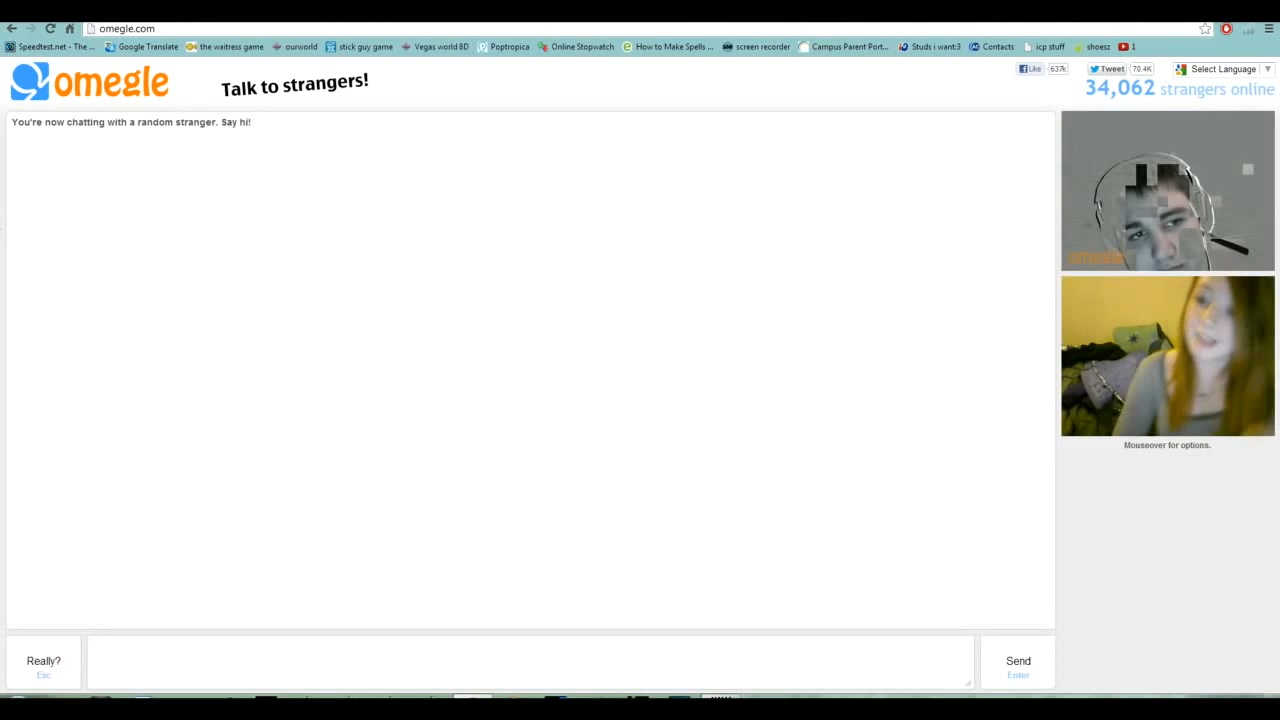 omegle.com
Speedtest.net - The ... Google Translate the waitress game ourworld stick guy game Vegas world 8D Poptropica Online Stopwatch How to Make Spells ... screen recorder Campus Parent Port... Studs i want:3 Contacts icp stuff shoesz 1
omegle Talk to strangers! Like 637k Tweet 70.4K Select Language
34,062 strangers online
You're now chatting with a random stranger. Say hi!
omegle
Mouseover for options.
Really? Send
Esc Enter